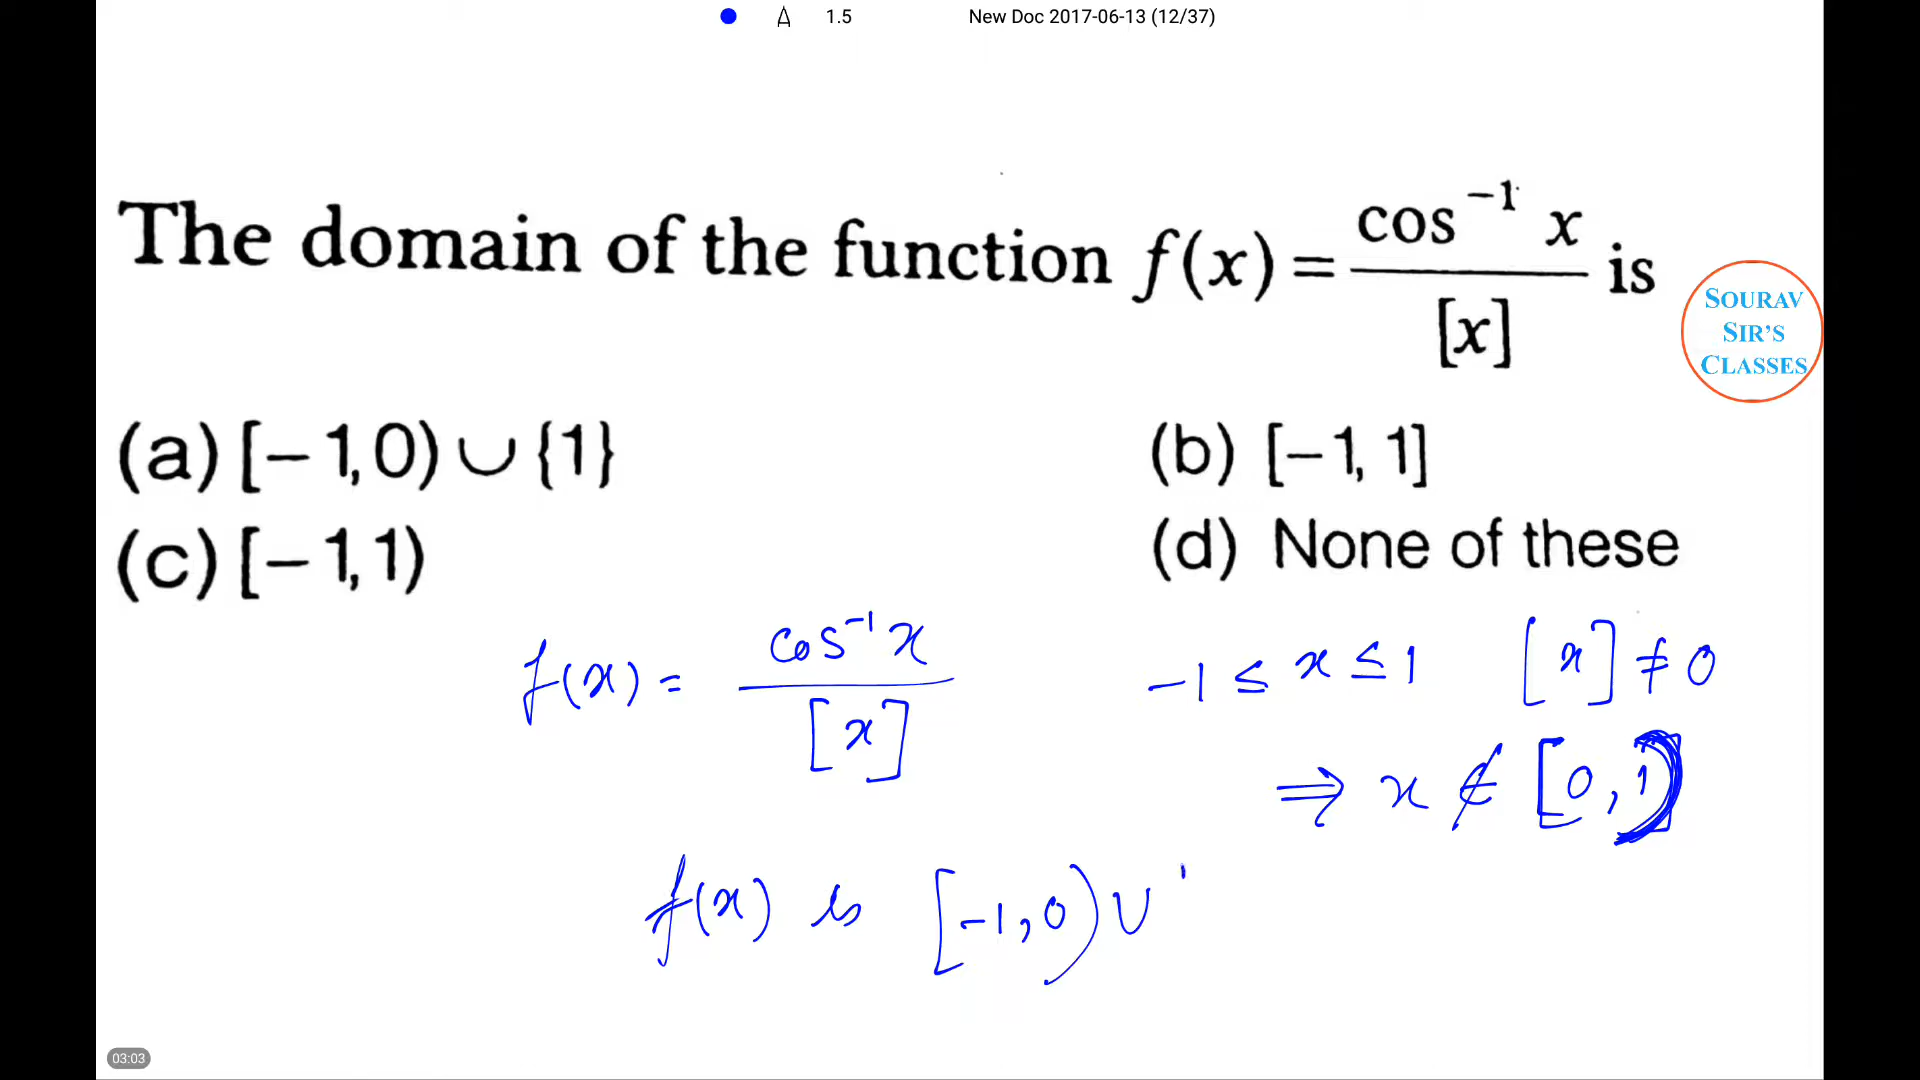 1.5 New Doc 2017-06-13 (12/37)
The domain of the function f(x) = cos⁻¹ x / [x] is
SOURAV
SIR'S
CLASSES
(a) [– 1, 0) ∪ {1} (b) [– 1, 1]
(c) [– 1, 1) (d) None of these
f(x) = cos⁻¹ x / [x] -1 ≤ x ≤ 1 [x] ≠ 0
⇒ x ∉ [0, 1)
f(x) is [-1, 0) ∪
03:03